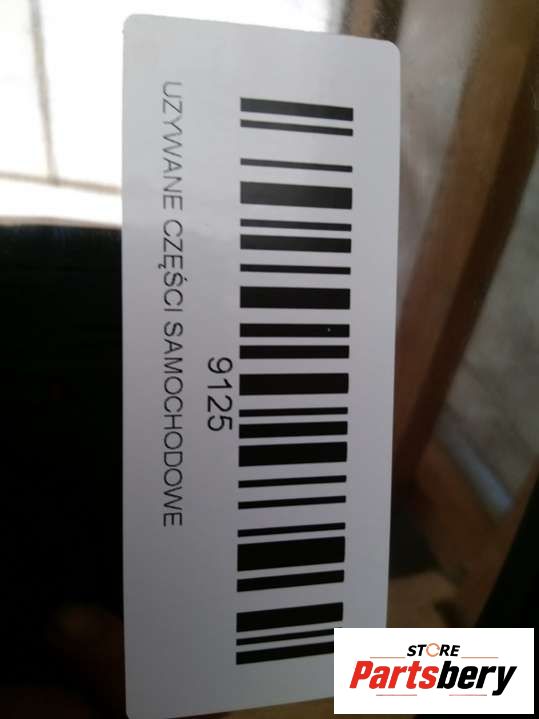 9125
UZYWANE CZĘŚCI SAMOCHODOWE
STORE
Partsbery